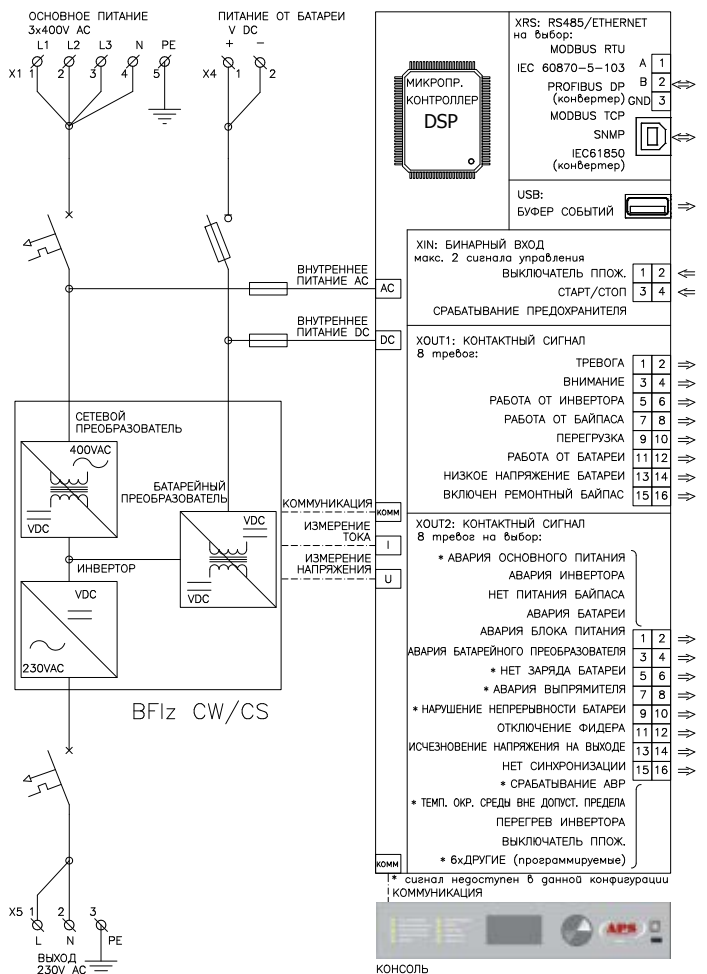 ОСНОВНОЕ ПИТАНИЕ
3x400V AC
L1 L2 L3 N PE
X1 1 2 3 4 5
ПИТАНИЕ ОТ БАТАРЕИ
V DC
+ −
X4 1 2
МИКРОПР.
КОНТРОЛЛЕР
DSP
XRS: RS485/ETHERNET
на выбор:
MODBUS RTU
IEC 60870-5-103
PROFIBUS DP
(конвертер)
A 1
B 2
GND 3
MODBUS TCP
SNMP
IEC61850
(конвертер)
USB:
БУФЕР СОБЫТИЙ
XIN: БИНАРНЫЙ ВХОД
макс. 2 сигнала управления
ВЫКЛЮЧАТЕЛЬ ППОЖ. 1 2
СТАРТ/СТОП 3 4
СРАБАТЫВАНИЕ ПРЕДОХРАНИТЕЛЯ
ВНУТРЕННЕЕ
ПИТАНИЕ AC
AC
ВНУТРЕННЕЕ
ПИТАНИЕ DC
DC
XOUT1: КОНТАКТНЫЙ СИГНАЛ
8 тревог:
ТРЕВОГА 1 2
ВНИМАНИЕ 3 4
РАБОТА ОТ ИНВЕРТОРА 5 6
РАБОТА ОТ БАЙПАСА 7 8
ПЕРЕГРУЗКА 9 10
РАБОТА ОТ БАТАРЕИ 11 12
НИЗКОЕ НАПРЯЖЕНИЕ БАТАРЕИ 13 14
ВКЛЮЧЕН РЕМОНТНЫЙ БАЙПАС 15 16
СЕТЕВОЙ
ПРЕОБРАЗОВАТЕЛЬ
400VAC
VDC
БАТАРЕЙНЫЙ
ПРЕОБРАЗОВАТЕЛЬ
VDC
VDC
ИНВЕРТОР
VDC
230VAC
BFIz CW/CS
КОММУНИКАЦИЯ
КОММ
ИЗМЕРЕНИЕ
ТОКА
I
ИЗМЕРЕНИЕ
НАПРЯЖЕНИЯ
U
XOUT2: КОНТАКТНЫЙ СИГНАЛ
8 тревог на выбор:
* АВАРИЯ ОСНОВНОГО ПИТАНИЯ
АВАРИЯ ИНВЕРТОРА
НЕТ ПИТАНИЯ БАЙПАСА
АВАРИЯ БАТАРЕИ
АВАРИЯ БЛОКА ПИТАНИЯ 1 2
АВАРИЯ БАТАРЕЙНОГО ПРЕОБРАЗОВАТЕЛЯ 3 4
* НЕТ ЗАРЯДА БАТАРЕИ 5 6
* АВАРИЯ ВЫПРЯМИТЕЛЯ 7 8
* НАРУШЕНИЕ НЕПРЕРЫВНОСТИ БАТАРЕИ 9 10
ОТКЛЮЧЕНИЕ ФИДЕРА 11 12
ИСЧЕЗНОВЕНИЕ НАПРЯЖЕНИЯ НА ВЫХОДЕ 13 14
НЕТ СИНХРОНИЗАЦИИ 15 16
* СРАБАТЫВАНИЕ АВР
* ТЕМП. ОКР. СРЕДЫ ВНЕ ДОПУСТ. ПРЕДЕЛА
ПЕРЕГРЕВ ИНВЕРТОРА
ВЫКЛЮЧАТЕЛЬ ППОЖ.
* 6xДРУГИЕ (программируемые)
КОММ
* сигнал недоступен в данной конфигурации
КОММУНИКАЦИЯ
APS
КОНСОЛЬ
X5 1 2 3
L N PE
ВЫХОД
230V AC